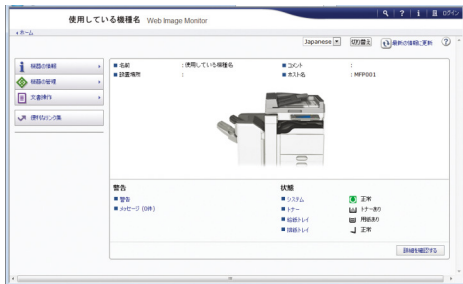 使用している機種名 Web Image Monitor
? i ログイン
ホーム
Japanese 切り替え 最新の情報に更新 ?
機器の情報
機器の管理
文書操作
便利なリンク集
名前 : 使用している機種名
設置場所 :
コメント :
ホスト名 : MFP001
警告
警告
メッセージ (0件)
状態
システム 正常
トナー トナーあり
給紙トレイ 用紙あり
排紙トレイ 正常
詳細を確認する